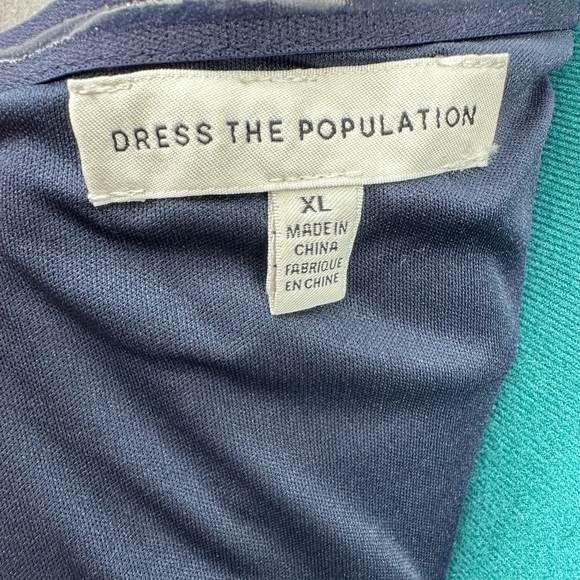 DRESS THE POPULATION
XL
MADE IN
CHINA
FABRIQUE
EN CHINE